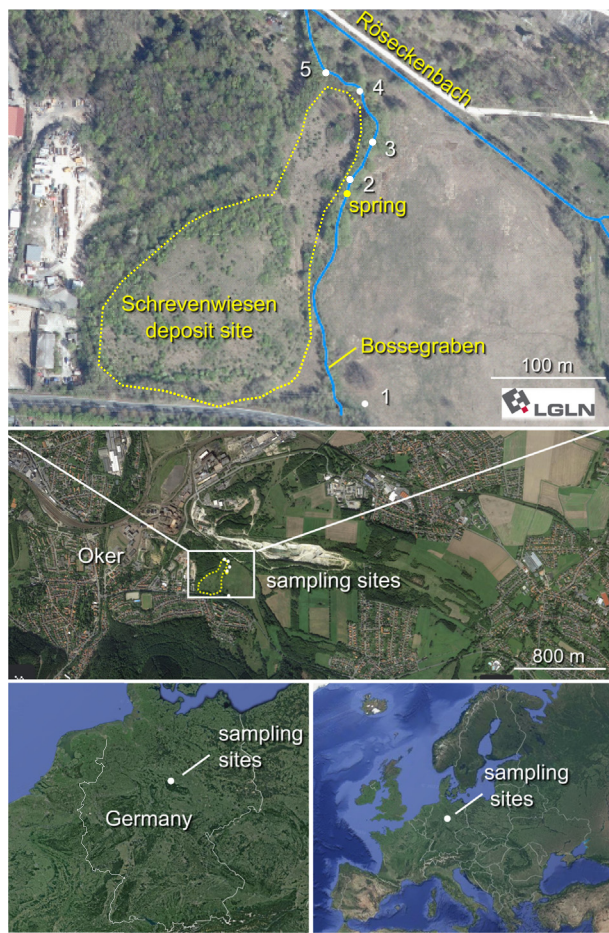 Röseckenbach
5
4
3
2
spring
Schrevenwiesen
deposit site
Bossegraben
100 m
1
LGLN
Oker
sampling sites
800 m
sampling
sites
Germany
sampling
sites